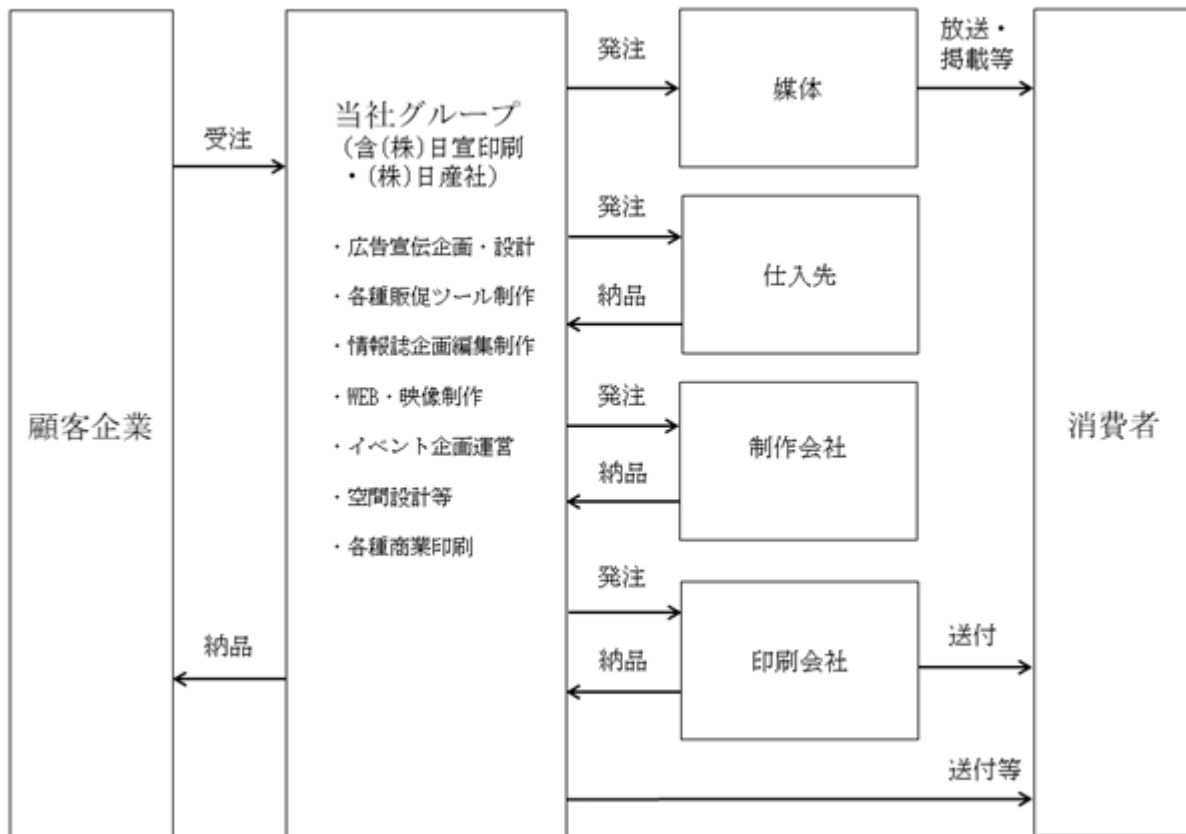 顧客企業
受注
納品
当社グループ
(含(株)日宣印刷
・(株)日産社)
・広告宣伝企画・設計
・各種販促ツール制作
・情報誌企画編集制作
・WEB・映像制作
・イベント企画運営
・空間設計等
・各種商業印刷
発注
媒体
放送・
掲載等
発注
仕入先
納品
発注
制作会社
納品
発注
印刷会社
納品
送付
送付等
消費者